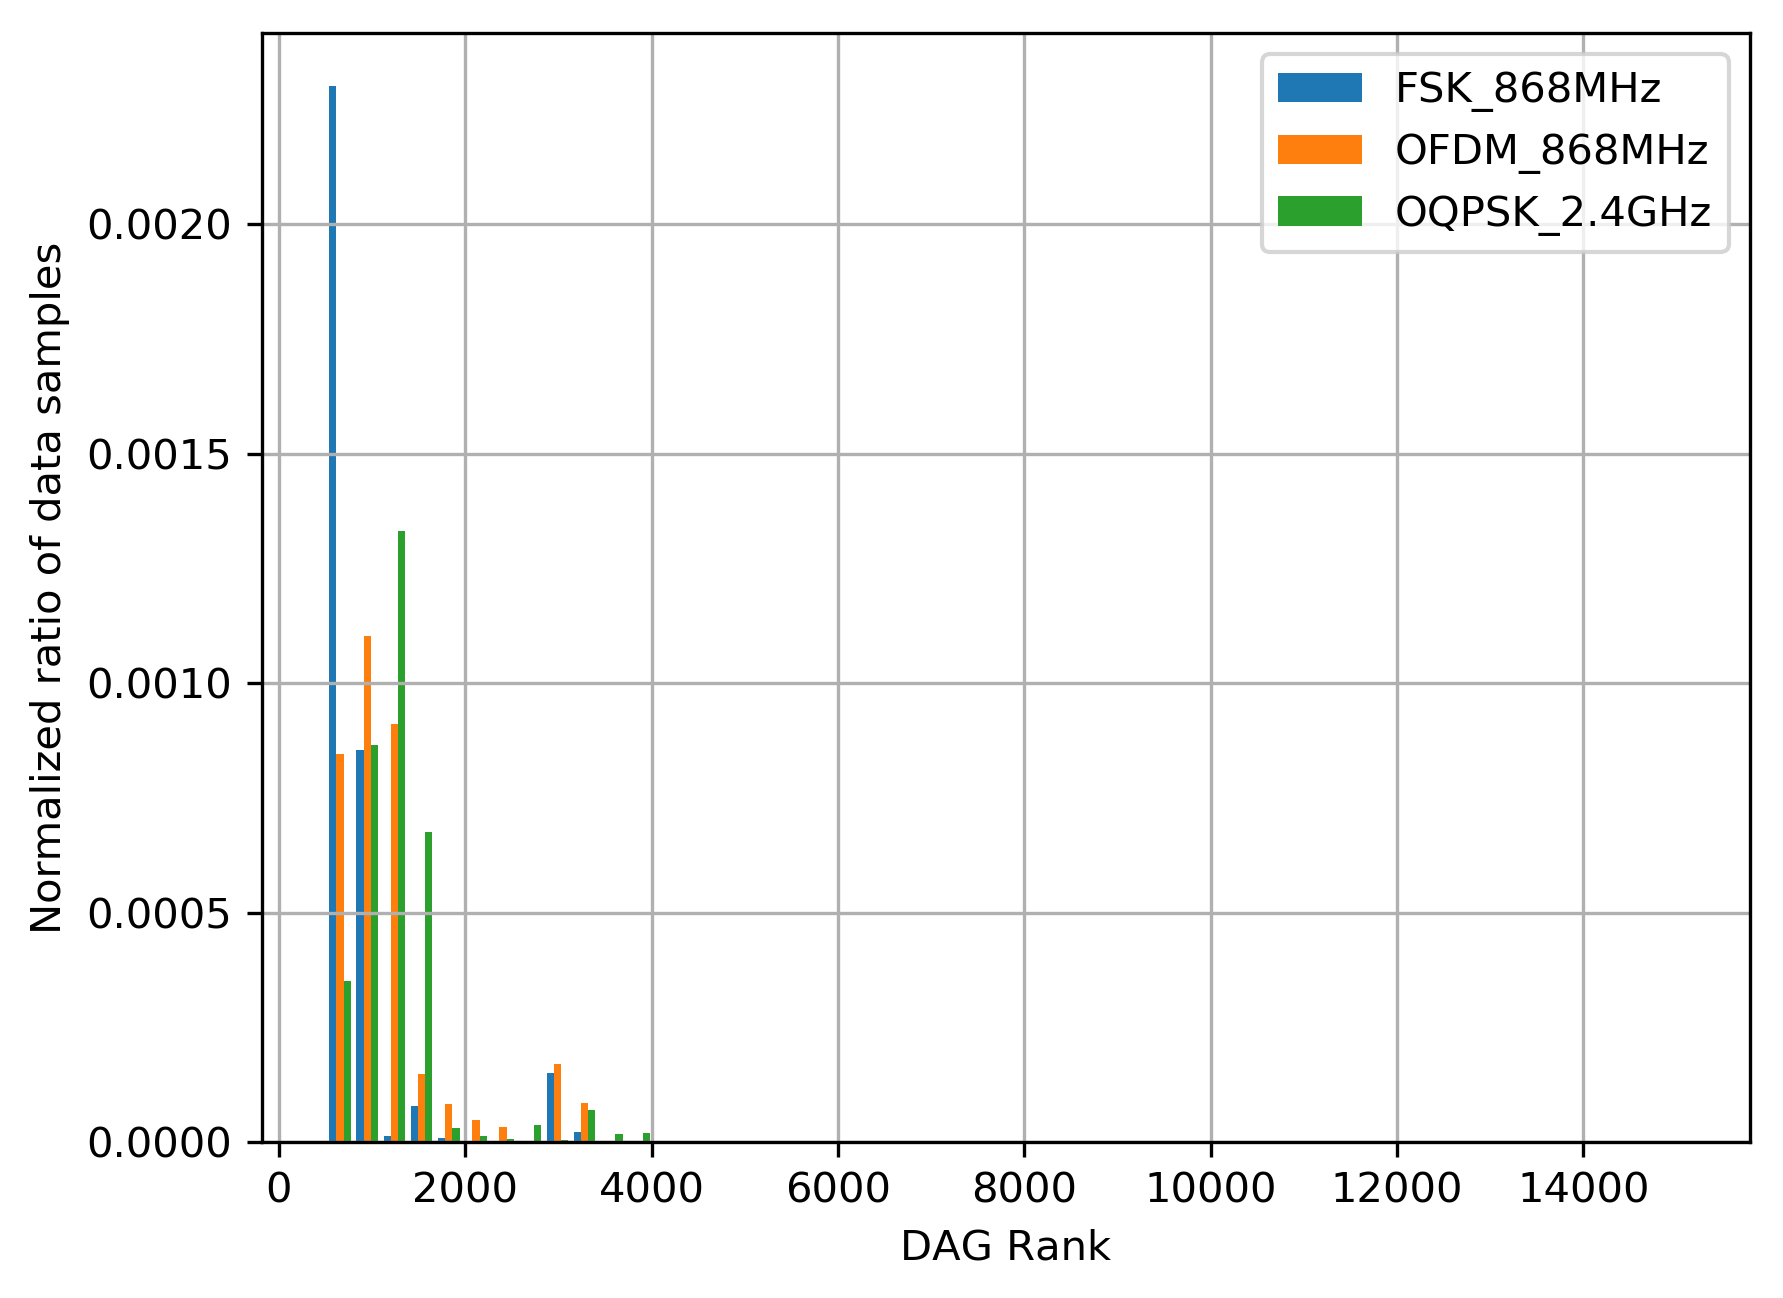 FSK_868MHz
OFDM_868MHz
OQPSK_2.4GHz
Normalized ratio of data samples
0.0020
0.0015
0.0010
0.0005
0.0000
0 2000 4000 6000 8000 10000 12000 14000
DAG Rank